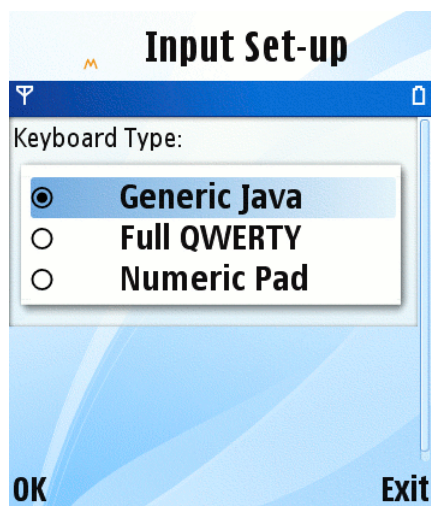 Input Set-up
Keyboard Type:
Generic Java
Full QWERTY
Numeric Pad
OK
Exit